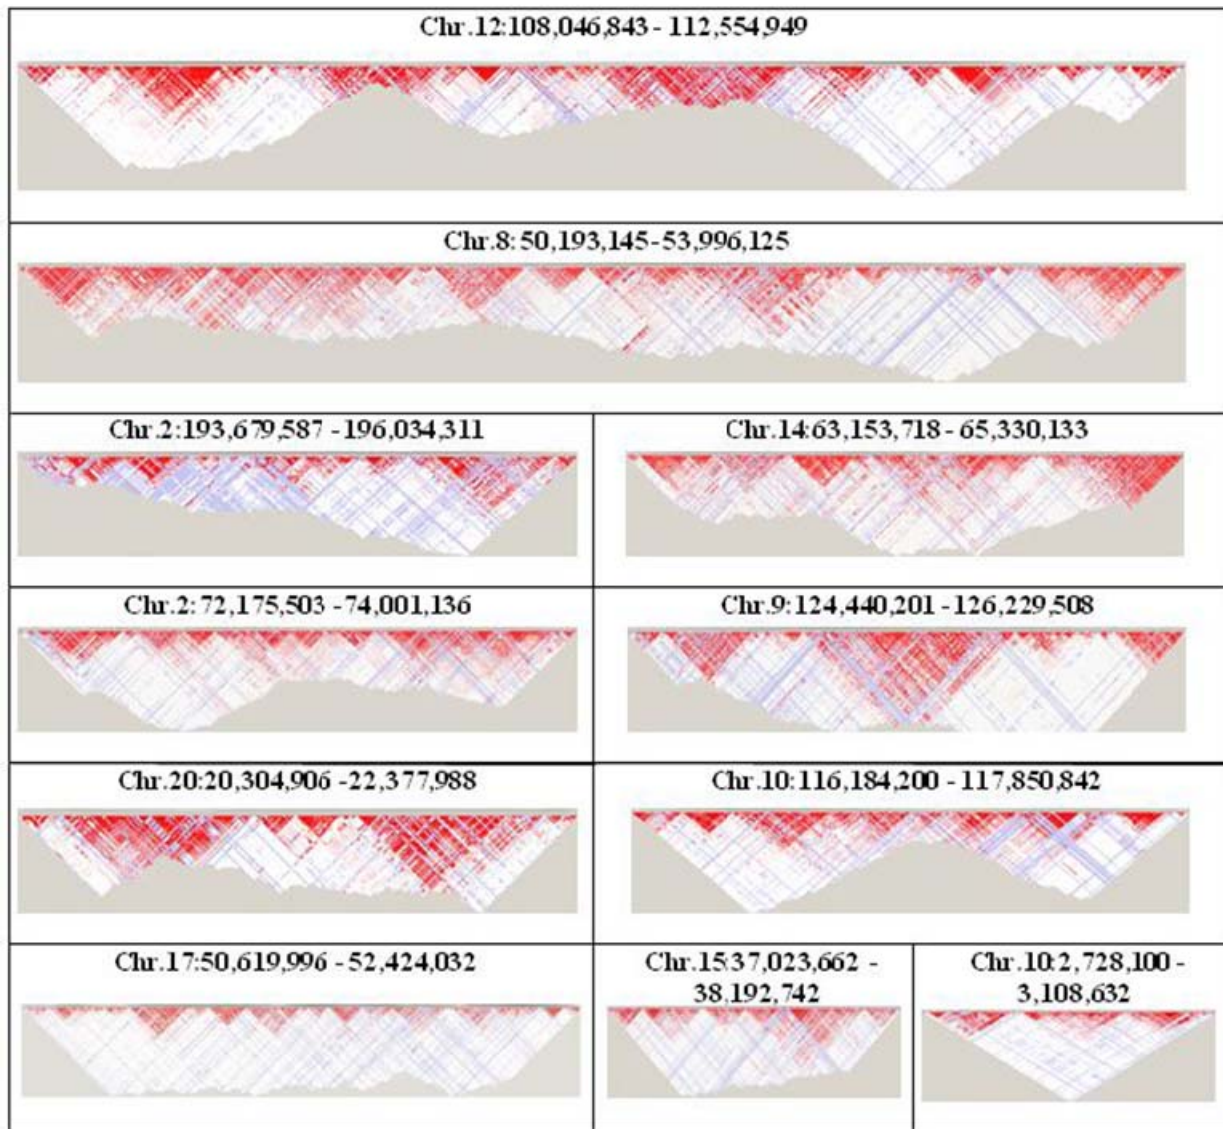 Chr.12:108,046,843 - 112,554,949
Chr.8: 50,193,145-53,996,125
Chr.2:193,679,587 -196,034,311
Chr.14:63,153,718 - 65,330,133
Chr.2: 72,175,503 -74,001,136
Chr.9:124,440,201 -126,229,508
Chr.20:20,304,906 -22,377,988
Chr.10:116,184,200 -117,850,842
Chr.17:50,619,996 - 52,424,032
Chr.15:37,023,662 -
38,192,742
Chr.10:2,728,100 -
3,108,632